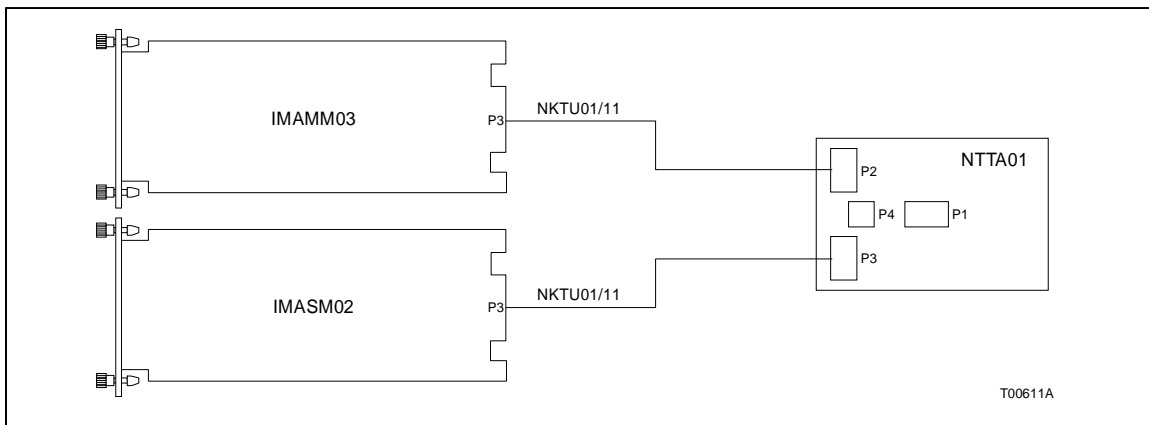 IMAMM03
P3
NKTU01/11
NTTA01
P2
P4
P1
P3
IMASM02
P3
NKTU01/11
T00611A